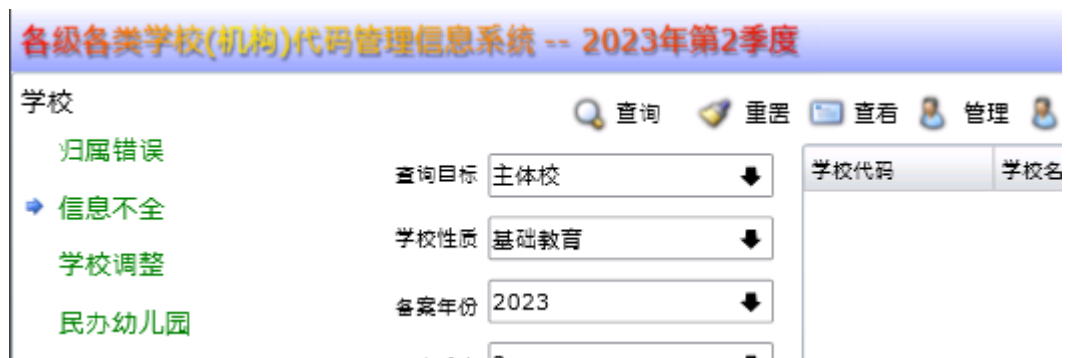 各级各类学校(机构)代码管理信息系统 -- 2023年第2季度
学校
查询 重置 查看 管理
归属错误
信息不全
学校调整
民办幼儿园
查询目标 主体校
学校性质 基础教育
备案年份 2023
学校代码 学校名